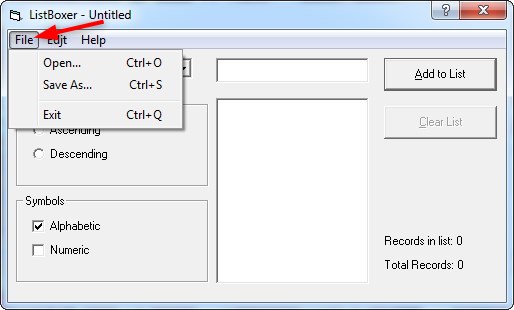 ListBoxer - Untitled
File Edit Help
Open... Ctrl+O
Save As... Ctrl+S
Exit Ctrl+Q
Add to List
Clear List
Ascending
Descending
Symbols
Alphabetic
Numeric
Records in list: 0
Total Records: 0